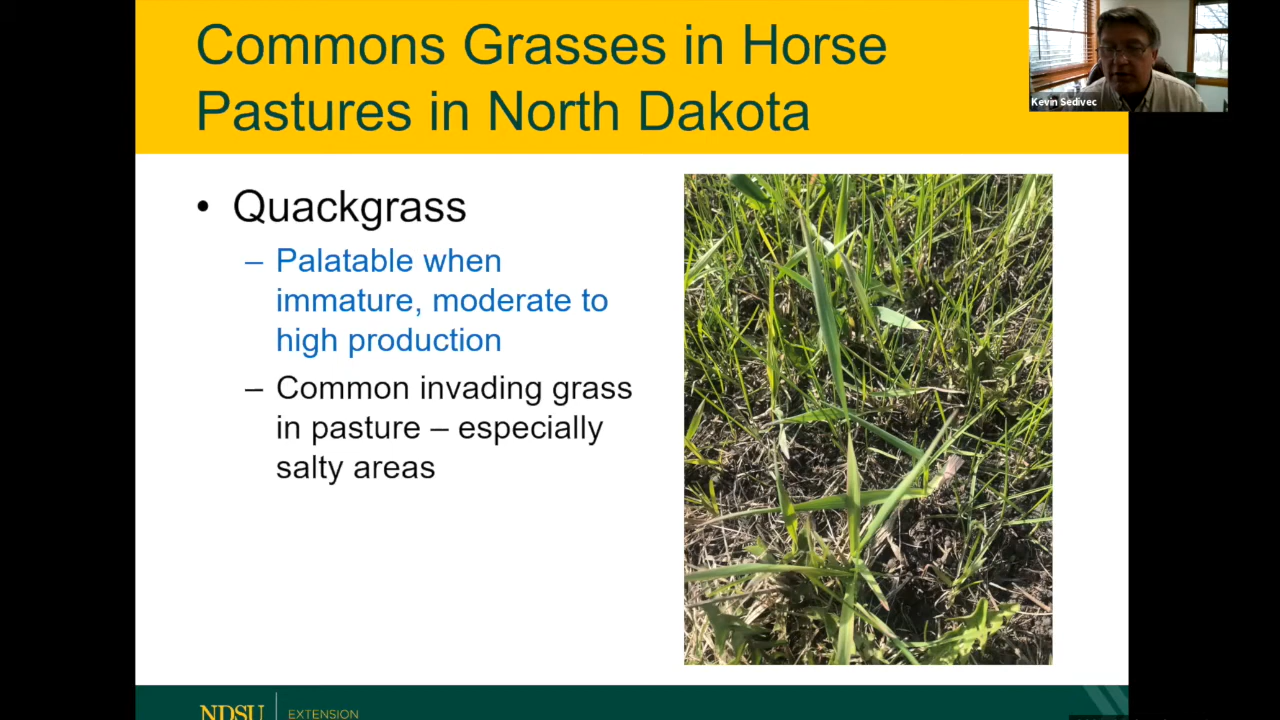 Commons Grasses in Horse
Pastures in North Dakota
Kevin Sedivec
• Quackgrass
– Palatable when
immature, moderate to
high production
– Common invading grass
in pasture – especially
salty areas
NDSU
EXTENSION